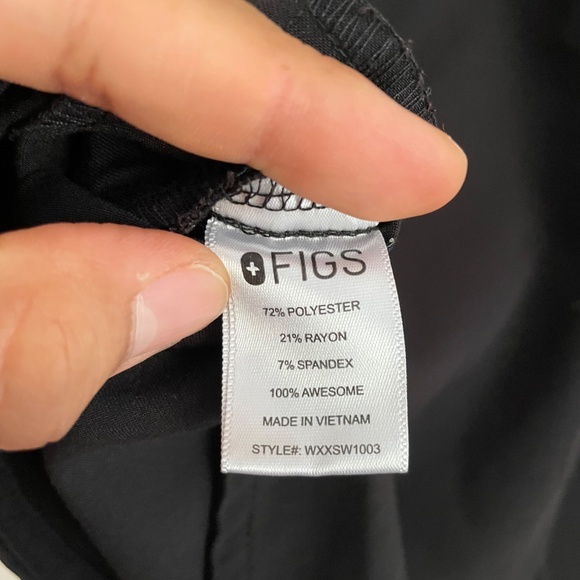 FIGS
72% POLYESTER
21% RAYON
7% SPANDEX
100% AWESOME
MADE IN VIETNAM
STYLE#: WXXSW1003